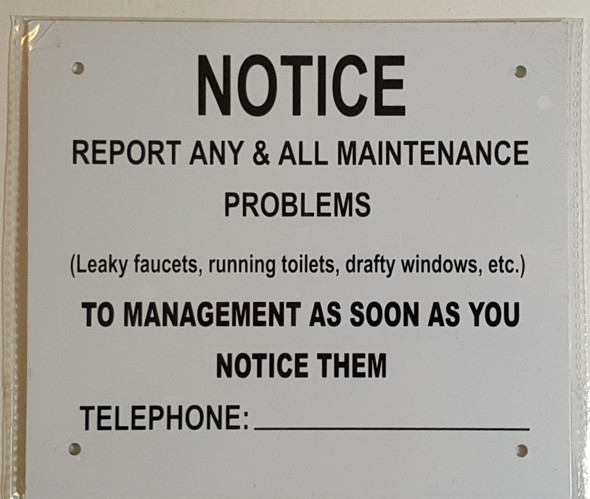 NOTICE
REPORT ANY & ALL MAINTENANCE
PROBLEMS
(Leaky faucets, running toilets, drafty windows, etc.)
TO MANAGEMENT AS SOON AS YOU
NOTICE THEM
TELEPHONE: